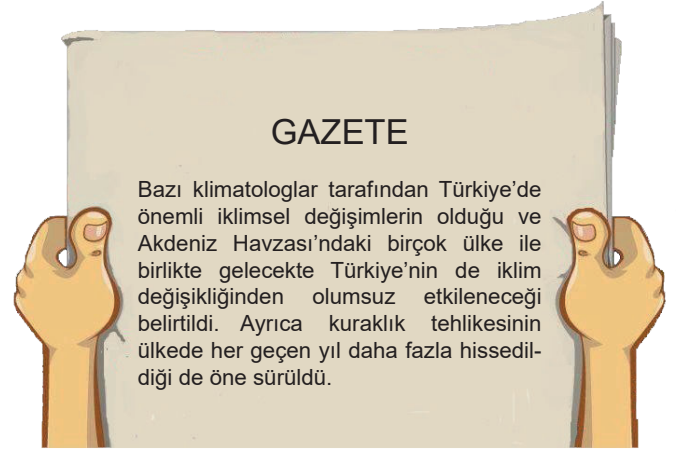 GAZETE
Bazı klimatologlar tarafından Türkiye’de
önemli iklimsel değişimlerin olduğu ve
Akdeniz Havzası’ndaki birçok ülke ile
birlikte gelecekte Türkiye’nin de iklim
değişikliğinden olumsuz etkileneceği
belirtildi. Ayrıca kuraklık tehlikesinin
ülkede her geçen yıl daha fazla hissedil-
diği de öne sürüldü.